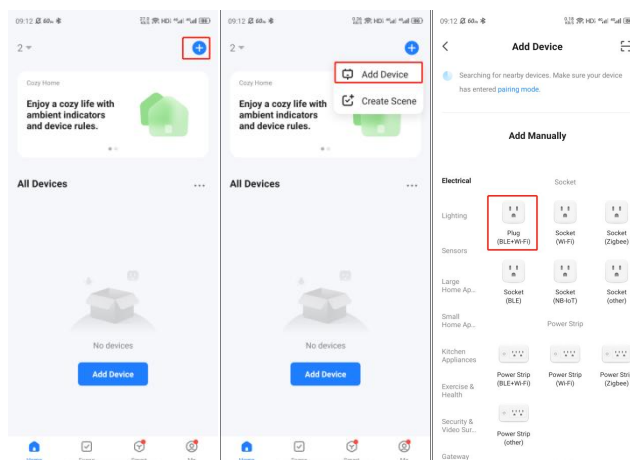 09:12
2
Cozy Home
Enjoy a cozy life with
ambient indicators
and device rules.
All Devices
No devices
Add Device
Home
Me
09:12
2
Add Device
Create Scene
Cozy Home
Enjoy a cozy life with
ambient indicators
and device rules.
All Devices
No devices
Add Device
Home
Me
09:12
Add Device
Searching for nearby devices. Make sure your device
has entered pairing mode.
Add Manually
Electrical
Lighting
Sensors
Large
Home Ap...
Small
Home Ap...
Kitchen
Appliances
Exercise &
Health
Security &
Video Sur...
Gateway
Socket
Plug
(BLE+Wi-Fi)
Socket
(Wi-Fi)
Socket
(Zigbee)
Socket
(BLE)
Socket
(NB-IoT)
Socket
(other)
Power Strip
Power Strip
(BLE+Wi-Fi)
Power Strip
(Wi-Fi)
Power Stri
(Zigbee)
Power Strip
(other)